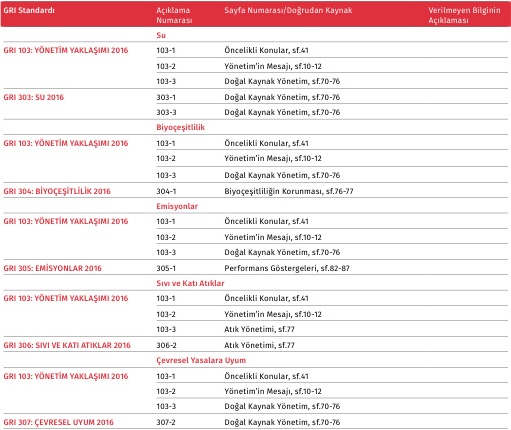 GRI Standardı Açıklama Numarası Sayfa Numarası/Doğrudan Kaynak Verilmeyen Bilginin Açıklaması
Su
GRI 103: YÖNETİM YAKLAŞIMI 2016 103-1 Öncelikli Konular, sf.41
103-2 Yönetim'in Mesajı, sf.10-12
103-3 Doğal Kaynak Yönetim, sf.70-76
GRI 303: SU 2016 303-1 Doğal Kaynak Yönetim, sf.70-76
303-3 Doğal Kaynak Yönetim, sf.70-76
Biyoçeşitlilik
GRI 103: YÖNETİM YAKLAŞIMI 2016 103-1 Öncelikli Konular, sf.41
103-2 Yönetim'in Mesajı, sf.10-12
103-3 Doğal Kaynak Yönetim, sf.70-76
GRI 304: BİYOÇEŞİTLİLİK 2016 304-1 Biyoçeşitliliğin Korunması, sf.76-77
Emisyonlar
GRI 103: YÖNETİM YAKLAŞIMI 2016 103-1 Öncelikli Konular, sf.41
103-2 Yönetim'in Mesajı, sf.10-12
103-3 Doğal Kaynak Yönetim, sf.70-76
GRI 305: EMİSYONLAR 2016 305-1 Performans Göstergeleri, sf.82-87
Sıvı ve Katı Atıklar
GRI 103: YÖNETİM YAKLAŞIMI 2016 103-1 Öncelikli Konular, sf.41
103-2 Yönetim'in Mesajı, sf.10-12
103-3 Atık Yönetimi, sf.77
GRI 306: SIVI VE KATI ATIKLAR 2016 306-2 Atık Yönetimi, sf.77
Çevresel Yasalara Uyum
GRI 103: YÖNETİM YAKLAŞIMI 2016 103-1 Öncelikli Konular, sf.41
103-2 Yönetim'in Mesajı, sf.10-12
103-3 Doğal Kaynak Yönetim, sf.70-76
GRI 307: ÇEVRESEL UYUM 2016 307-2 Doğal Kaynak Yönetim, sf.70-76